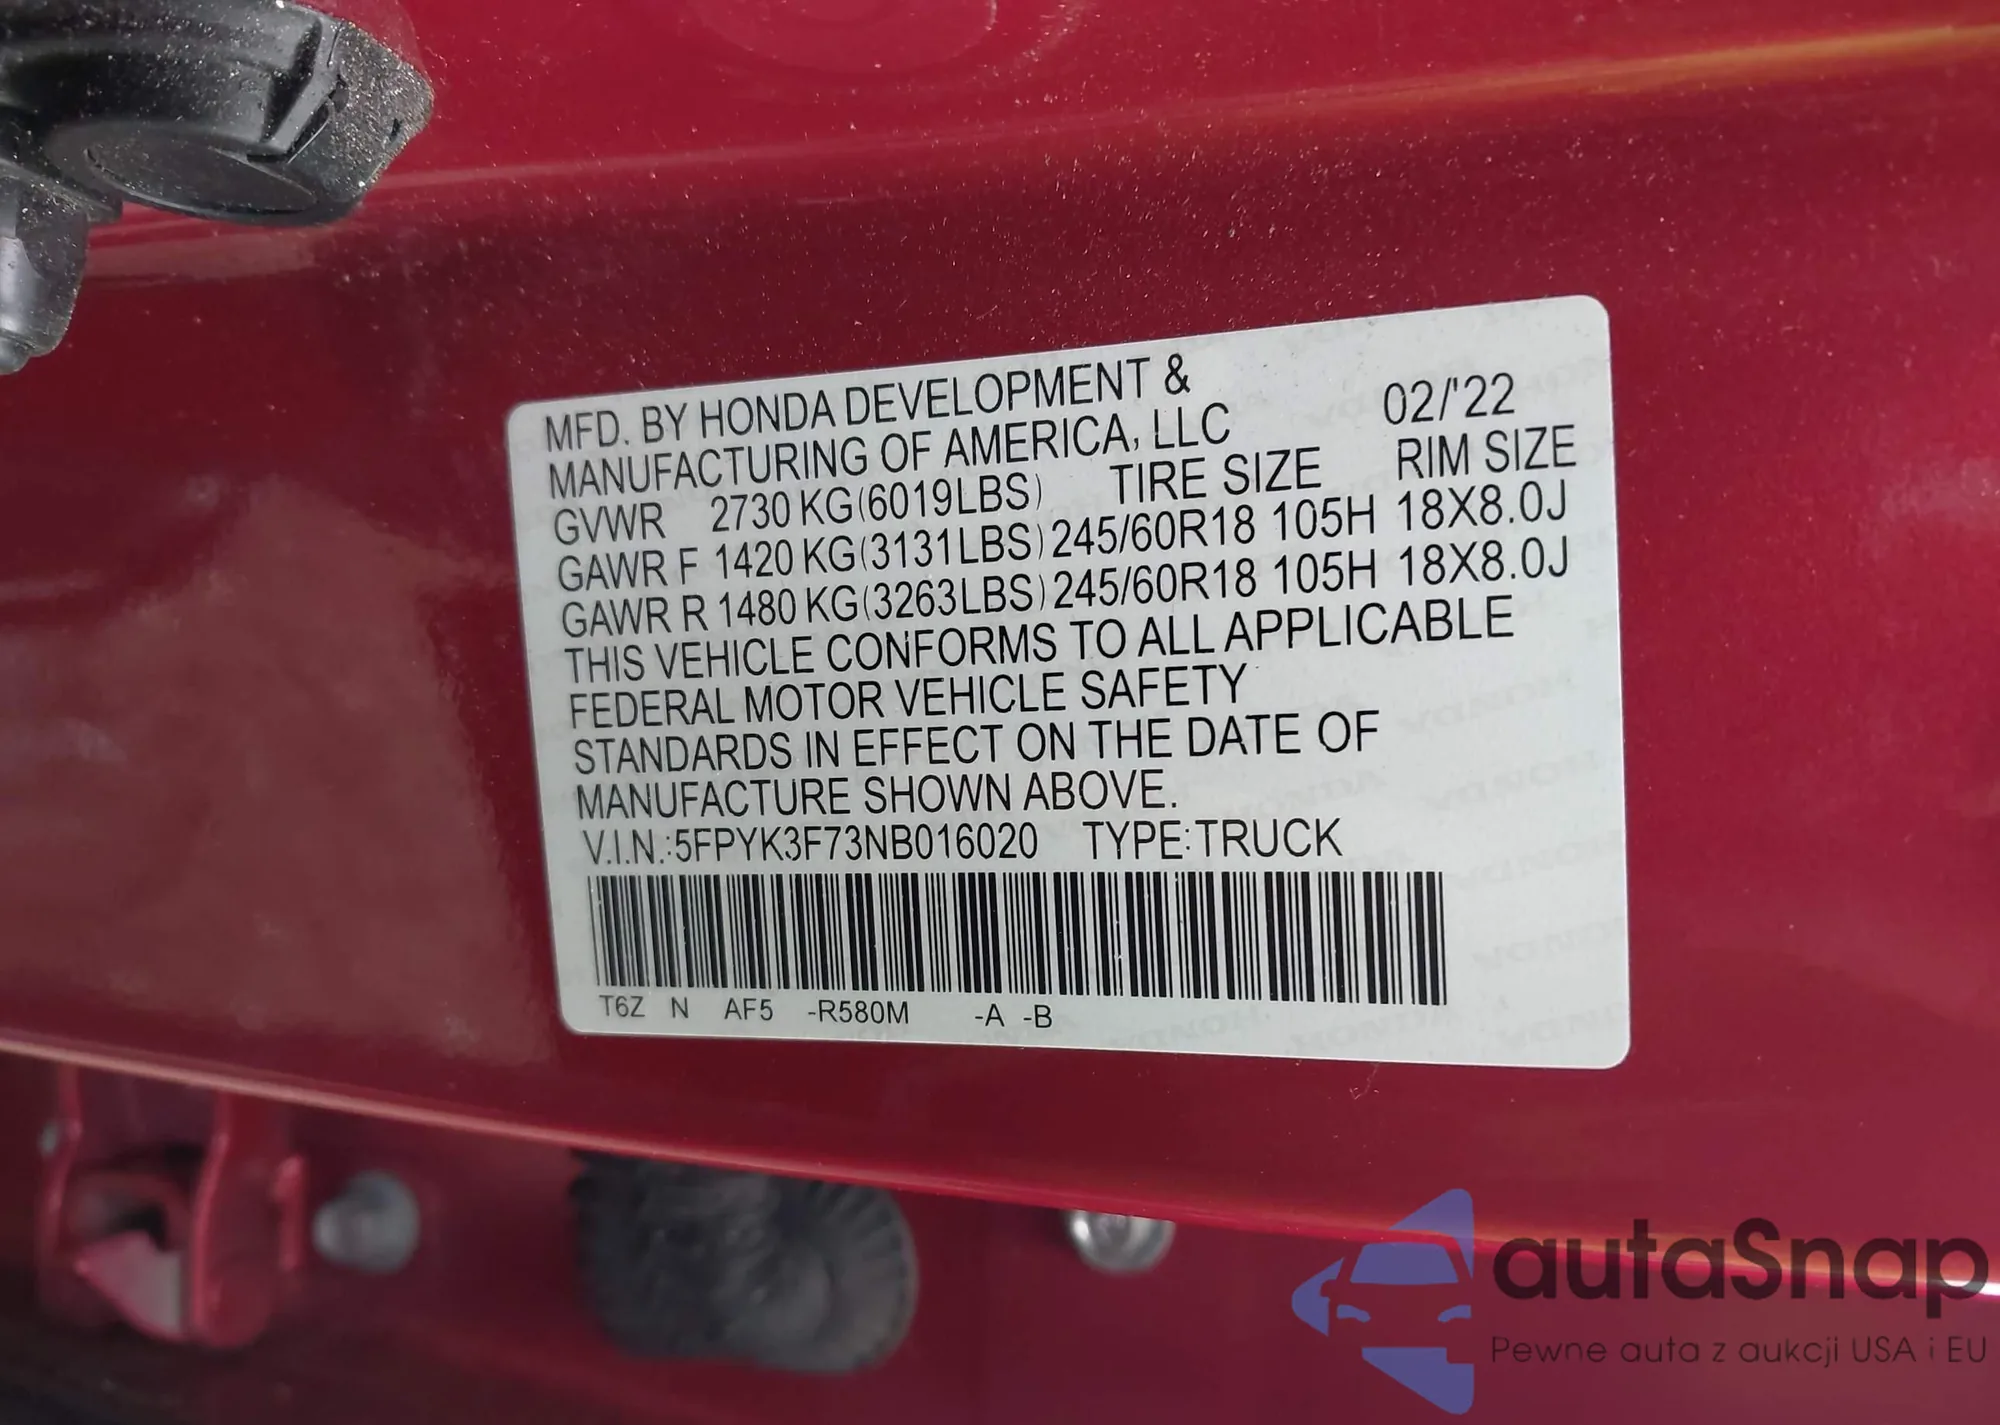 MFD. BY HONDA DEVELOPMENT &
MANUFACTURING OF AMERICA, LLC 02/'22
GVWR 2730 KG(6019LBS) TIRE SIZE RIM SIZE
GAWR F 1420 KG(3131LBS) 245/60R18 105H 18X8.0J
GAWR R 1480 KG(3263LBS) 245/60R18 105H 18X8.0J
THIS VEHICLE CONFORMS TO ALL APPLICABLE
FEDERAL MOTOR VEHICLE SAFETY
STANDARDS IN EFFECT ON THE DATE OF
MANUFACTURE SHOWN ABOVE.
V.I.N.:5FPYK3F73NB016020 TYPE:TRUCK
T6Z N AF5 -R580M -A -B
autaSnap
Pewne auta z aukcji USA i EU